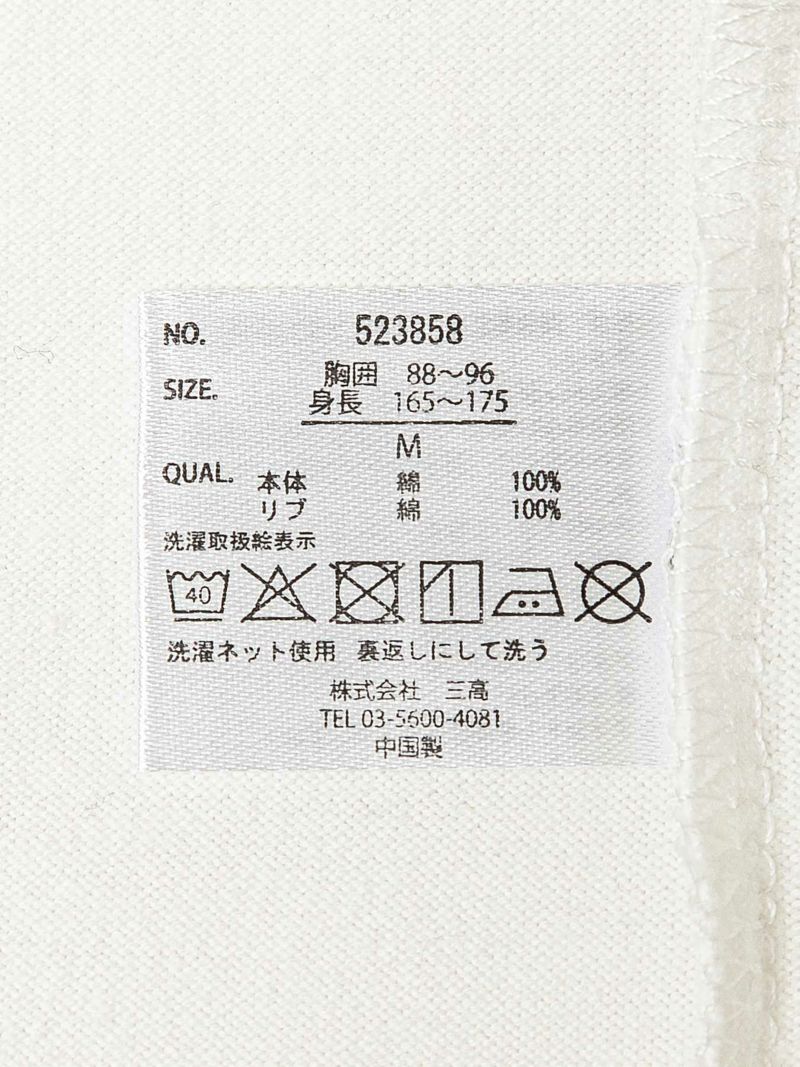 NO. 523858
SIZE. 胸囲 88～96
身長 165～175
M
QUAL. 本体 綿 100%
リブ 綿 100%
洗濯取扱絵表示
40
洗濯ネット使用 裏返しにして洗う
株式会社 三高
TEL 03-5600-4081
中国製